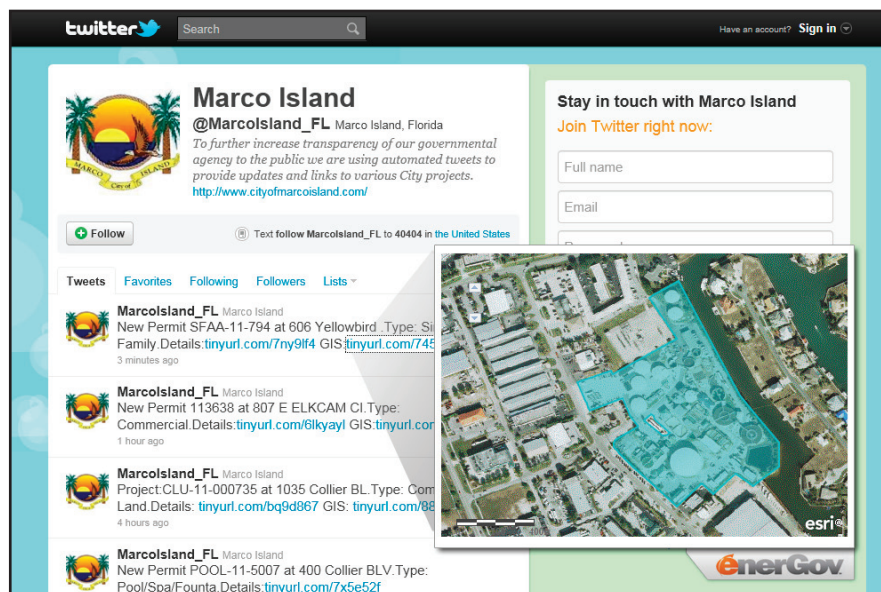 twitter
Search
Have an account? Sign in
MARCO ISLAND
City of
Marco Island
@MarcoIsland_FL Marco Island, Florida
To further increase transparency of our governmental
agency to the public we are using automated tweets to
provide updates and links to various City projects.
http://www.cityofmarcoisland.com/
Follow
Text follow MarcoIsland_FL to 40404 in the United States
Stay in touch with Marco Island
Join Twitter right now:
Full name
Email
Tweets Favorites Following Followers Lists
MarcoIsland_FL Marco Island
New Permit SFAA-11-794 at 606 Yellowbird .Type: Si
Family.Details:tinyurl.com/7ny9lf4 GIS:tinyurl.com/745
3 minutes ago
MarcoIsland_FL Marco Island
New Permit 113638 at 807 E ELKCAM CI.Type:
Commercial.Details:tinyurl.com/6lkyayl GIS:tinyurl.cor
1 hour ago
MarcoIsland_FL Marco Island
Project:CLU-11-000735 at 1035 Collier BL.Type: Com
Land.Details: tinyurl.com/bq9d867 GIS: tinyurl.com/88
4 hours ago
MarcoIsland_FL Marco Island
New Permit POOL-11-5007 at 400 Collier BLV.Type:
Pool/Spa/Founta.Details:tinyurl.com/7x5e52f
esri
enerGov